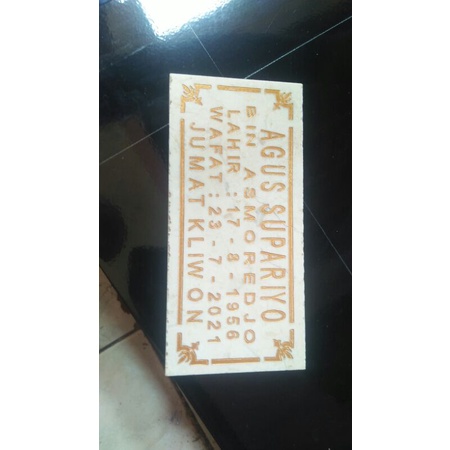 AGUS SUPARIYO
BIN ASMOREDJO
LAHIR : 17 - 8 - 1956
WAFAT : 23 - 7 - 2021
JUMAT KLIWON